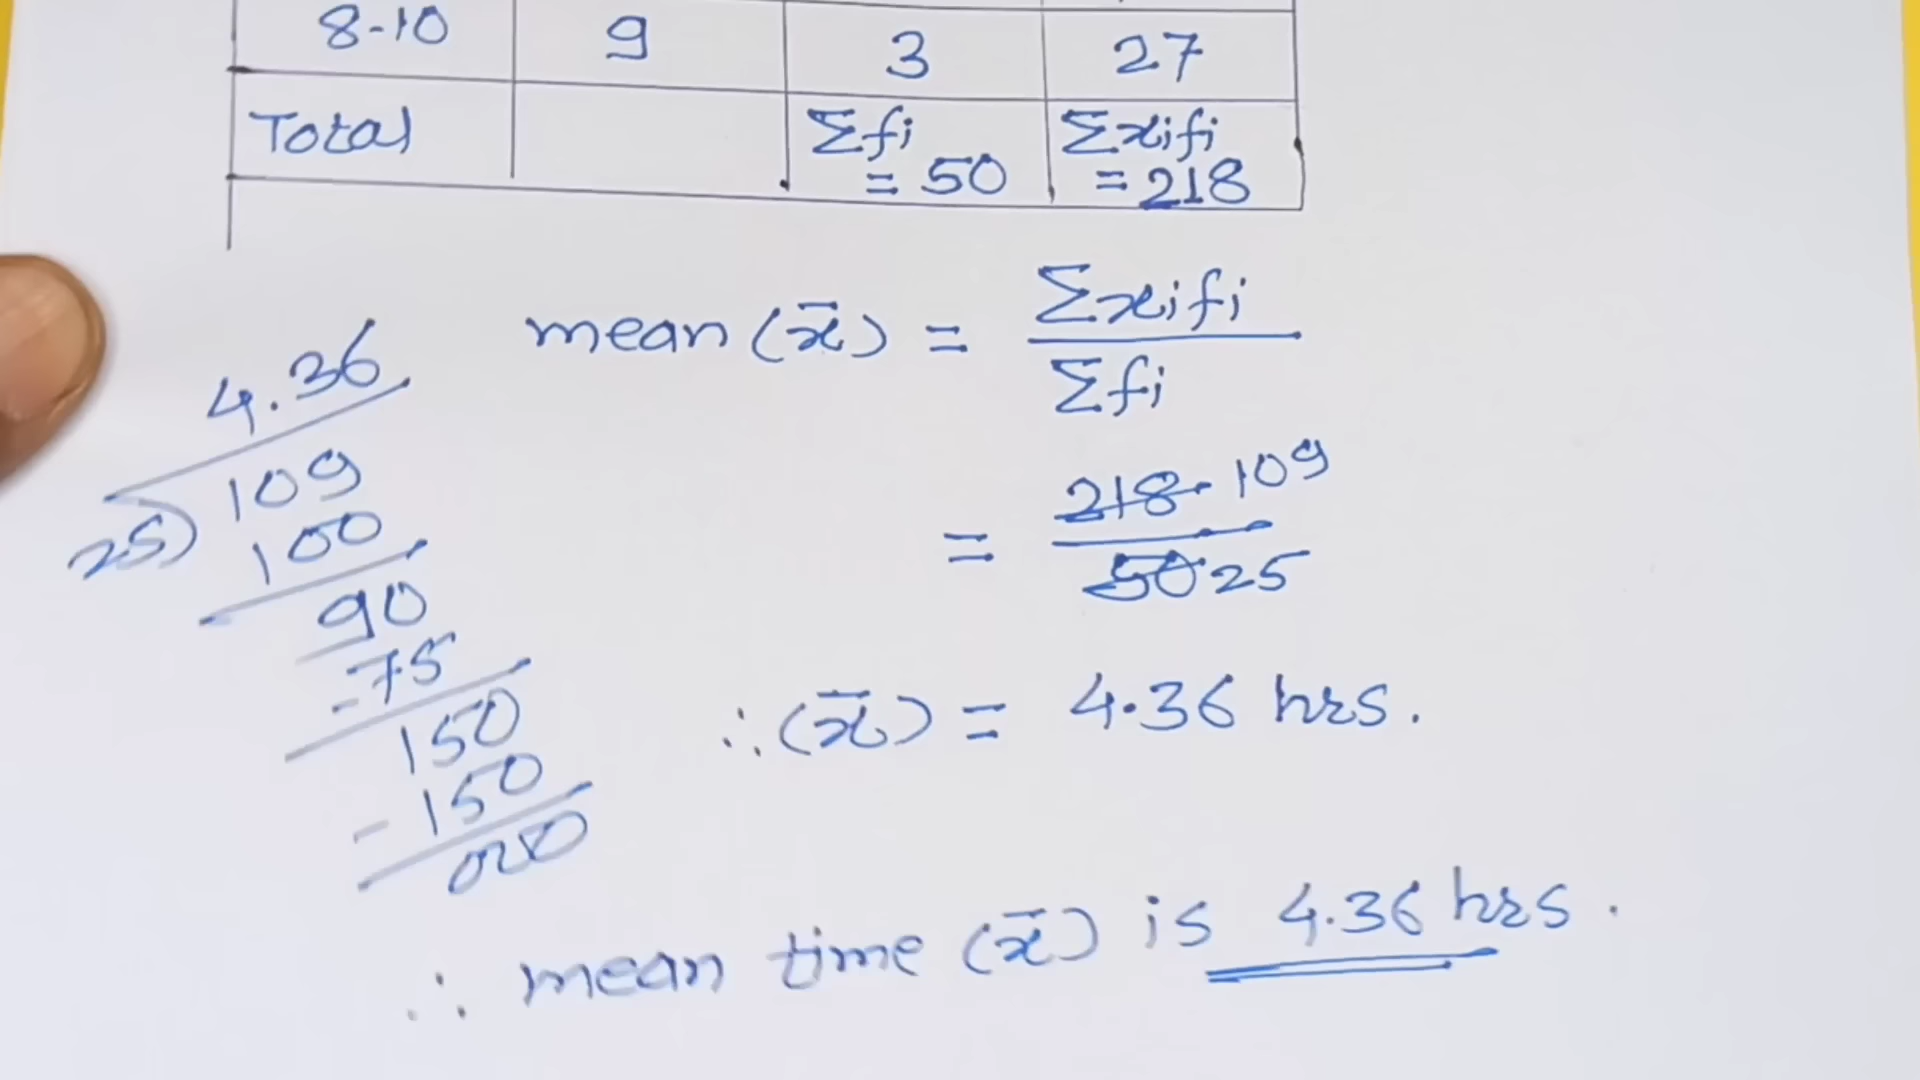 8-10 9 3 27
Total Σfi = 50 Σxifi = 218
mean (x̄) = Σxifi / Σfi
= 218 109 / 50 25
∴ (x̄) = 4.36 hrs.
∴ mean time (x̄) is 4.36 hrs.
4.36
25) 109
100
90
- 75
150
- 150
000